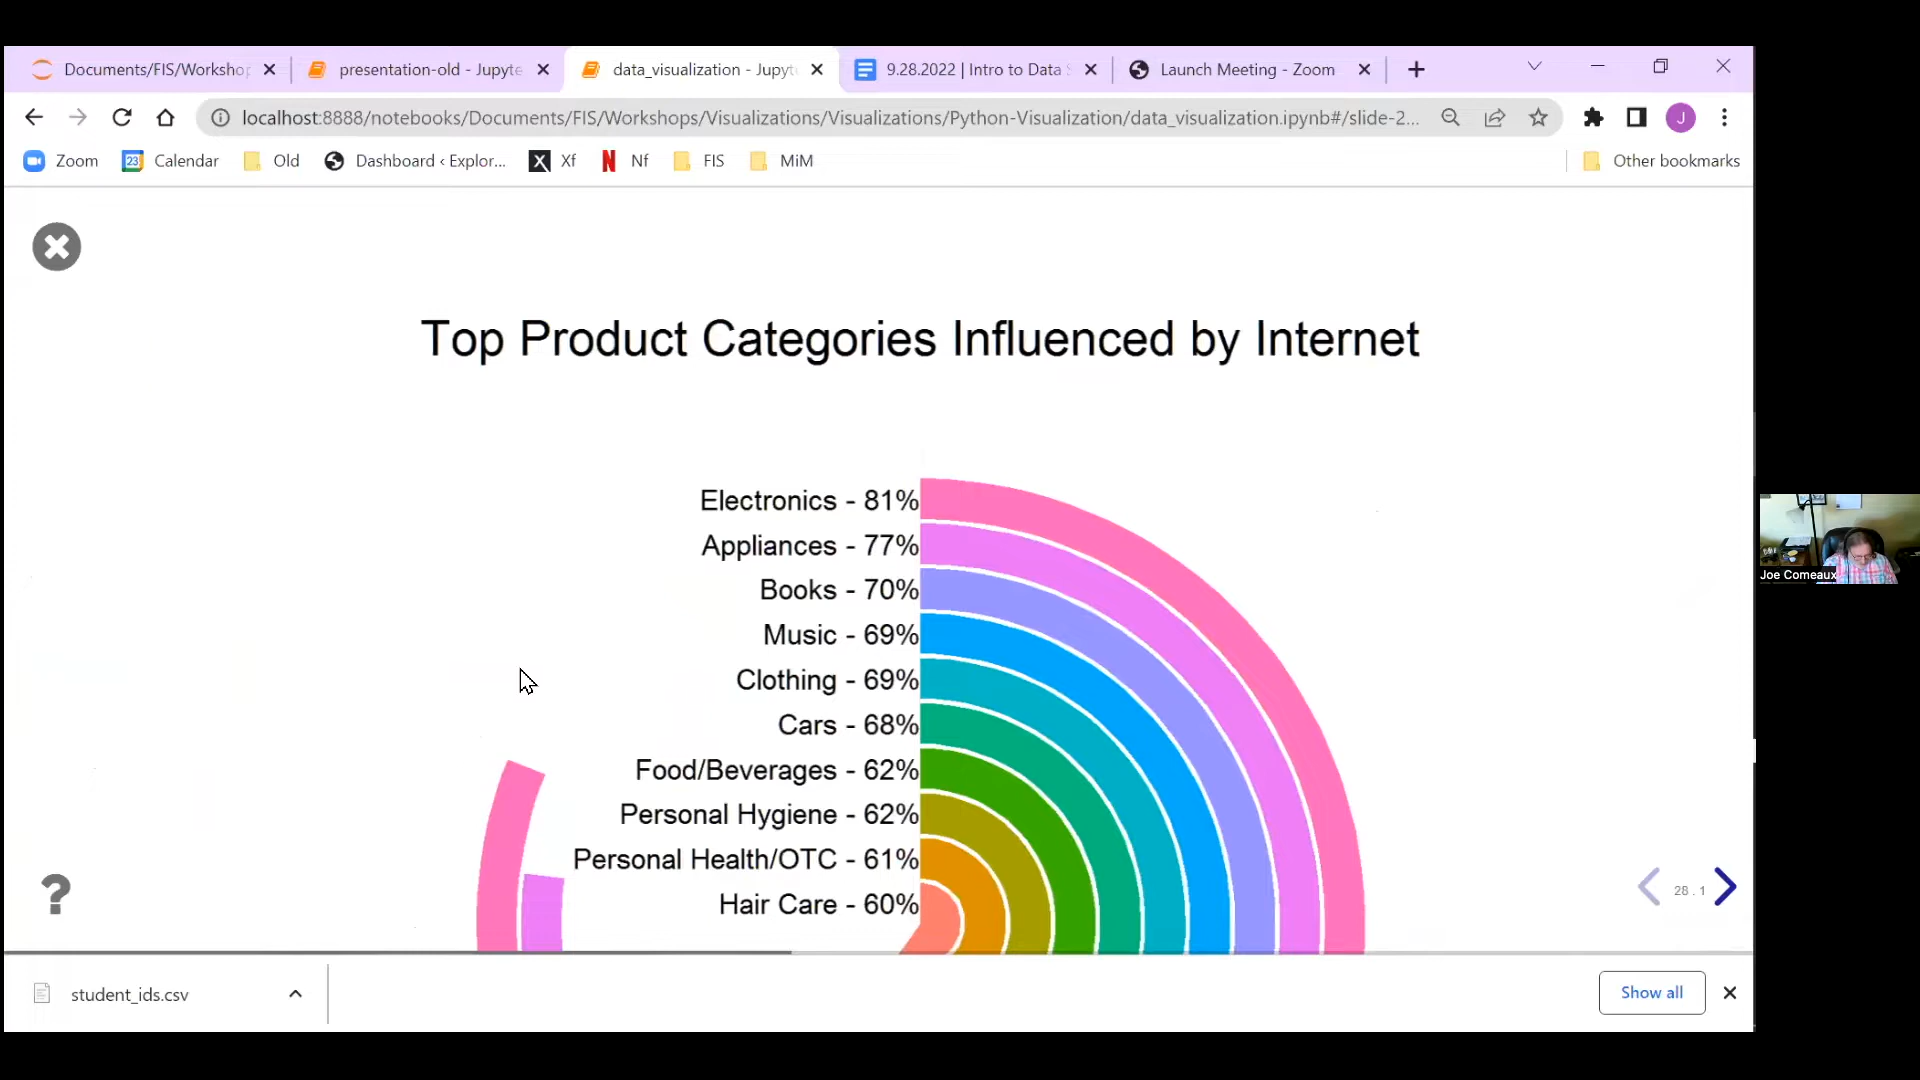 Documents/FIS/Workshop
presentation-old - Jupyte
data_visualization - Jupyt
9.28.2022 | Intro to Data S
Launch Meeting - Zoom
localhost:8888/notebooks/Documents/FIS/Workshops/Visualizations/Visualizations/Python-Visualization/data_visualization.ipynb#/slide-2...
J
Zoom
23
Calendar
Old
Dashboard ‹ Explor...
Xf
Nf
FIS
MiM
Other bookmarks
Top Product Categories Influenced by Internet
Electronics - 81%
Appliances - 77%
Books - 70%
Music - 69%
Clothing - 69%
Cars - 68%
Food/Beverages - 62%
Personal Hygiene - 62%
Personal Health/OTC - 61%
Hair Care - 60%
Joe Comeaux
?
28 . 1
student_ids.csv
Show all